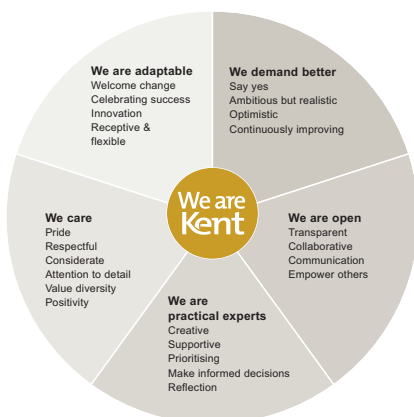 We are adaptable
Welcome change
Celebrating success
Innovation
Receptive &
flexible
We demand better
Say yes
Ambitious but realistic
Optimistic
Continuously improving
We are
Kent
We care
Pride
Respectful
Considerate
Attention to detail
Value diversity
Positivity
We are open
Transparent
Collaborative
Communication
Empower others
We are
practical experts
Creative
Supportive
Prioritising
Make informed decisions
Reflection